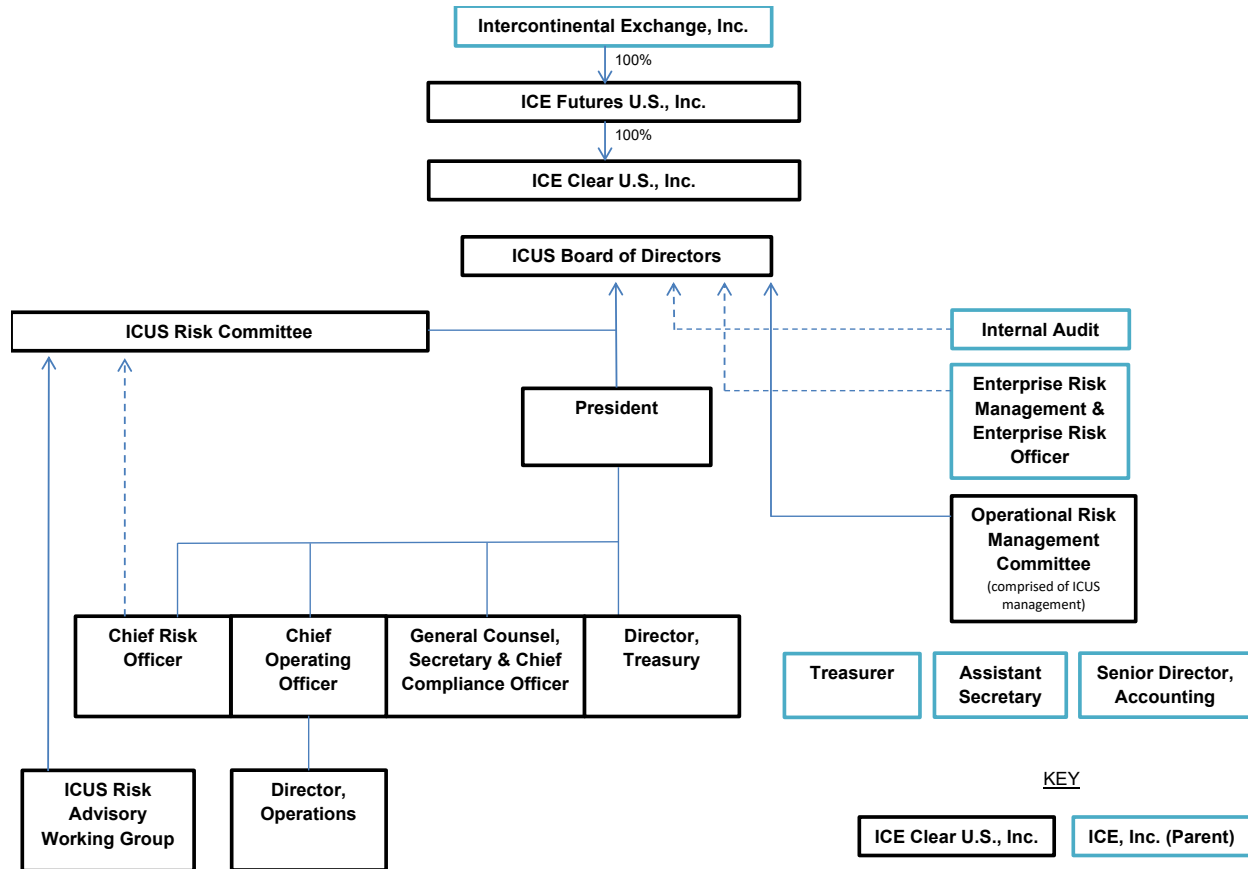 Intercontinental Exchange, Inc.
100%
ICE Futures U.S., Inc.
100%
ICE Clear U.S., Inc.
ICUS Board of Directors
ICUS Risk Committee
Internal Audit
President
Enterprise Risk
Management &
Enterprise Risk
Officer
Operational Risk
Management
Committee
(comprised of ICUS
management)
Chief Risk
Officer
Chief
Operating
Officer
General Counsel,
Secretary & Chief
Compliance Officer
Director,
Treasury
Treasurer
Assistant
Secretary
Senior Director,
Accounting
ICUS Risk
Advisory
Working Group
Director,
Operations
KEY
ICE Clear U.S., Inc.
ICE, Inc. (Parent)